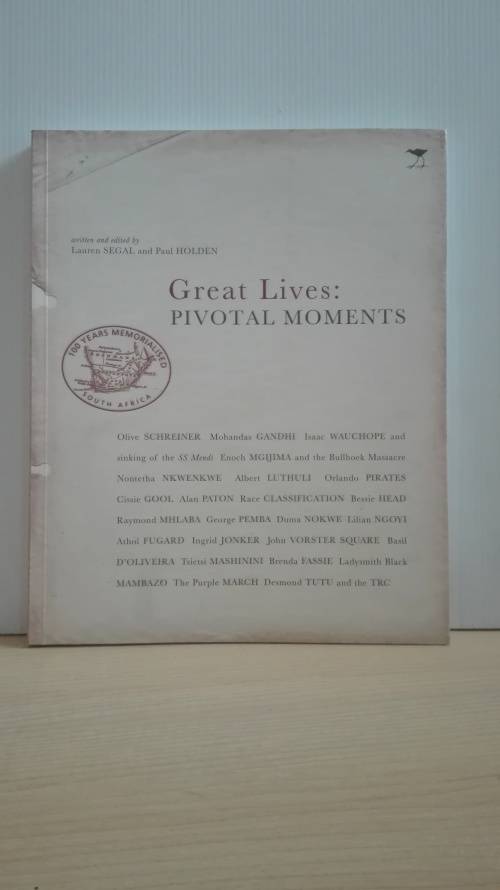 written and edited by
Lauren SEGAL and Paul HOLDEN
Great Lives:
PIVOTAL MOMENTS
100 YEARS MEMORIALISED
SOUTH AFRICA
Olive SCHREINER Mohandas GANDHI Isaac WAUCHOPE and
sinking of the SS Mendi Enoch MGIJIMA and the Bullhoek Massacre
Nontetha NKWENKWE Albert LUTHULI Orlando PIRATES
Cissie GOOL Alan PATON Race CLASSIFICATION Bessie HEAD
Raymond MHLABA George PEMBA Duma NOKWE Lilian NGOYI
Athol FUGARD Ingrid JONKER John VORSTER SQUARE Basil
D'OLIVEIRA Tsietsi MASHININI Brenda FASSIE Ladysmith Black
MAMBAZO The Purple MARCH Desmond TUTU and the TRC